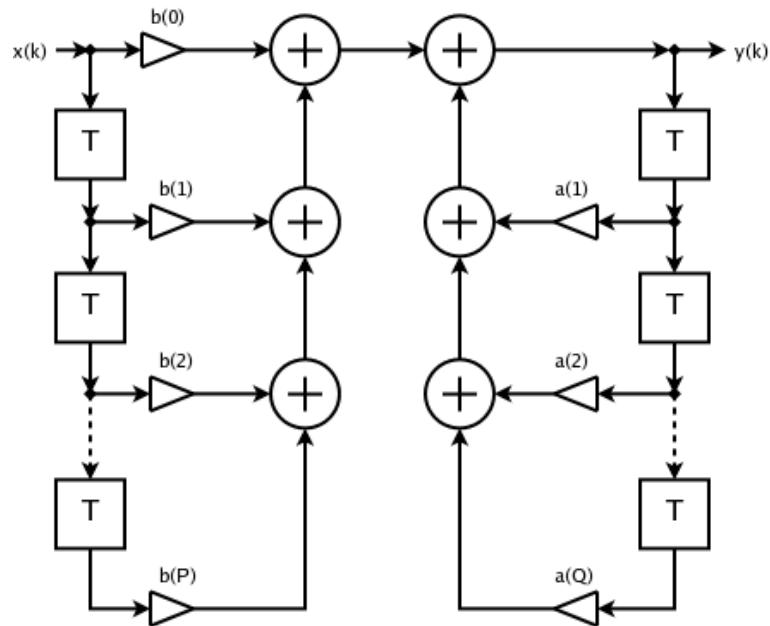 b(0)
x(k) + + y(k)
T T
b(1) a(1)
+ +
T T
b(2) a(2)
+ +
T T
b(P) a(Q)